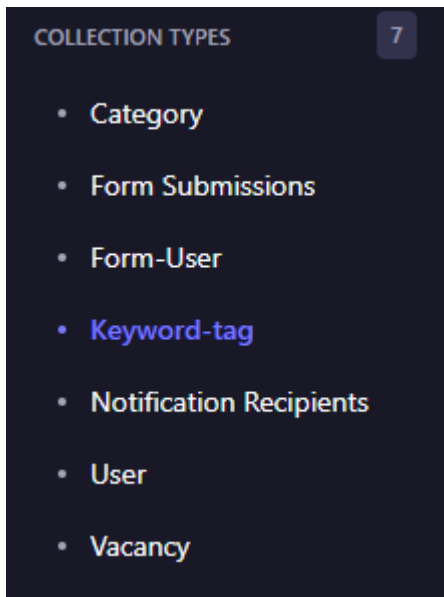 COLLECTION TYPES 7
Category
Form Submissions
Form-User
Keyword-tag
Notification Recipients
User
Vacancy